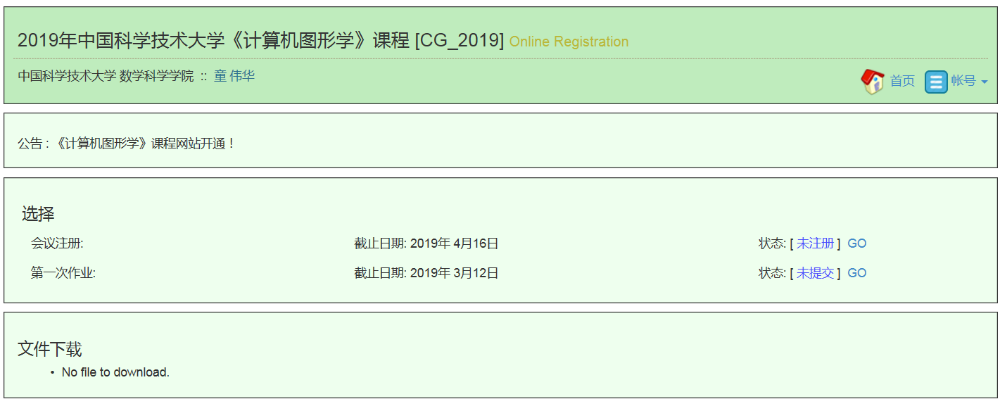 2019年中国科学技术大学《计算机图形学》课程 [CG_2019] Online Registration
中国科学技术大学 数学科学学院 :: 童 伟华
首页 帐号
公告 : 《计算机图形学》课程网站开通！
选择
会议注册: 截止日期: 2019年 4月16日 状态: [ 未注册 ] GO
第一次作业: 截止日期: 2019年 3月12日 状态: [ 未提交 ] GO
文件下载
• No file to download.